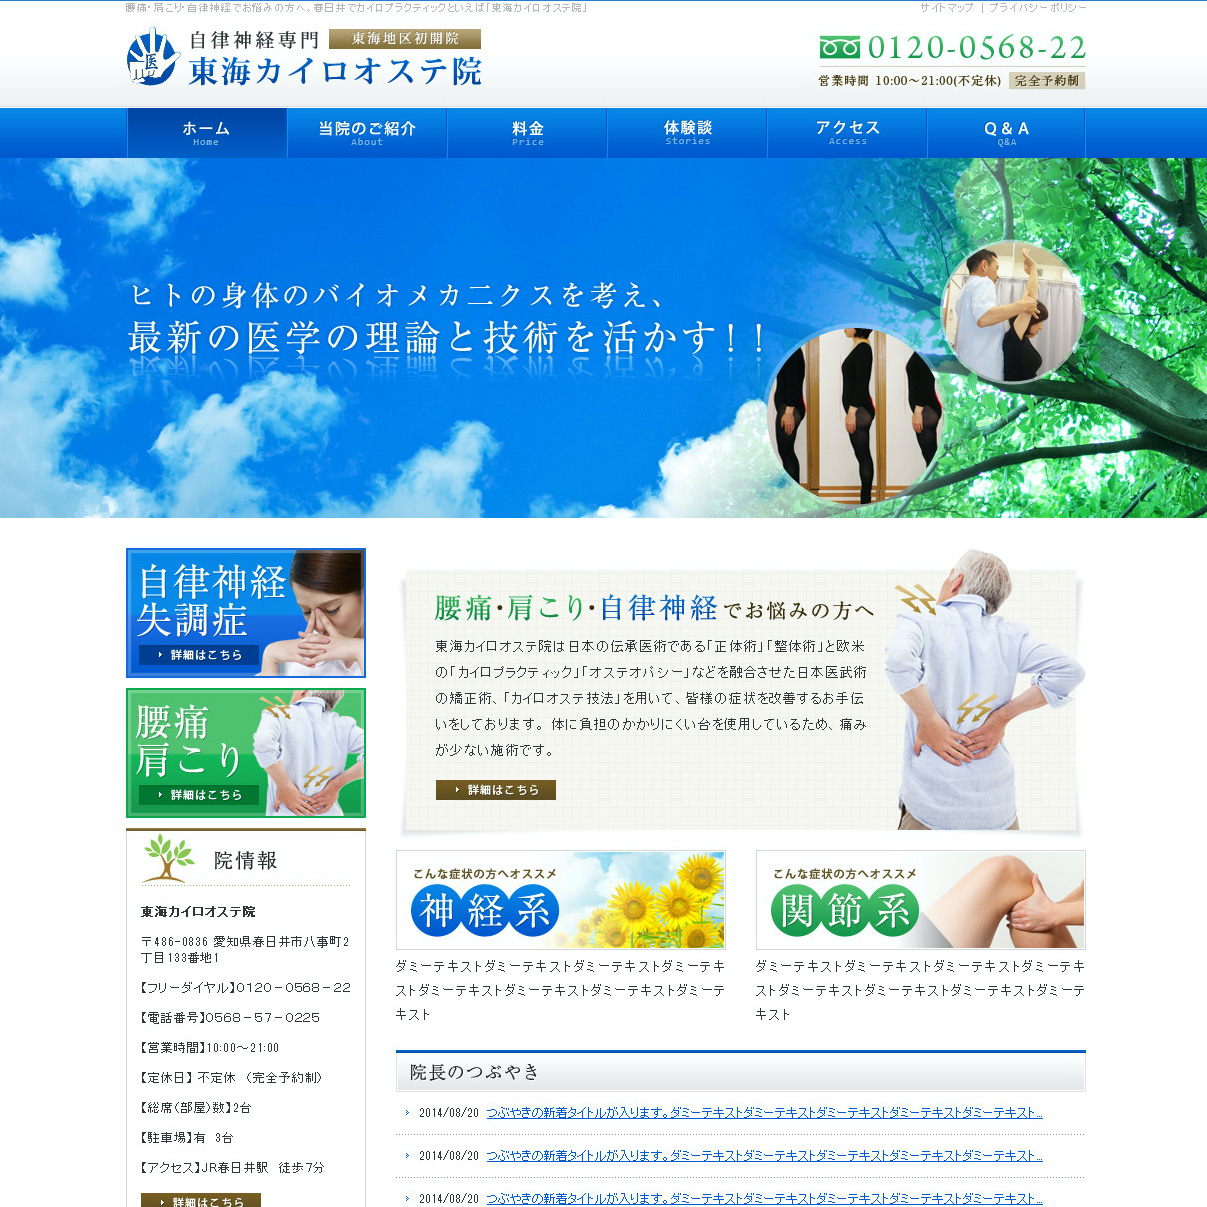 腰痛・肩こり・自律神経でお悩みの方へ。春日井でカイロプラクティックといえば「東海カイロオステ院」
サイトマップ | プライバシーポリシー
自律神経専門 東海地区初開院
東海カイロオステ院
0120-0568-22
営業時間 10:00～21:00(不定休) 完全予約制
ホーム 当院のご紹介 料金 体験談 アクセス Q & A
Home About Price Stories Access Q&A
ヒトの身体のバイオメカニクスを考え、
最新の医学の理論と技術を活かす!!
自律神経
失調症
詳細はこちら
腰痛
肩こり
詳細はこちら
院情報
東海カイロオステ院
〒486-0836 愛知県春日井市八事町2
丁目133番地1
【フリーダイヤル】０１２０－０５６８－２２
【電話番号】０５６８－５７－０２２５
【営業時間】10:00～21:00
【定休日】 不定休 （完全予約制）
【総席（部屋）数】2台
【駐車場】有 3台
【アクセス】JR春日井駅 徒歩7分
詳細はこちら
腰痛・肩こり・自律神経でお悩みの方へ
東海カイロオステ院は日本の伝承医術である「正体術」「整体術」と欧米
の「カイロプラクティック」「オステオパシー」などを融合させた日本医武術
の矯正術、「カイロオステ技法」を用いて、皆様の症状を改善するお手伝
いをしております。体に負担のかかりにくい台を使用しているため、痛み
が少ない施術です。
詳細はこちら
こんな症状の方へオススメ
神経系
ダミーテキストダミーテキストダミーテキストダミーテキ
ストダミーテキストダミーテキストダミーテキストダミーテ
キスト
こんな症状の方へオススメ
関節系
ダミーテキストダミーテキストダミーテキストダミーテキ
ストダミーテキストダミーテキストダミーテキストダミーテ
キスト
院長のつぶやき
2014/08/20 つぶやきの新着タイトルが入ります。ダミーテキストダミーテキストダミーテキストダミーテキストダミーテキスト...
2014/08/20 つぶやきの新着タイトルが入ります。ダミーテキストダミーテキストダミーテキストダミーテキストダミーテキスト...
2014/08/20 つぶやきの新着タイトルが入ります。ダミーテキストダミーテキストダミーテキストダミーテキストダミーテキスト...